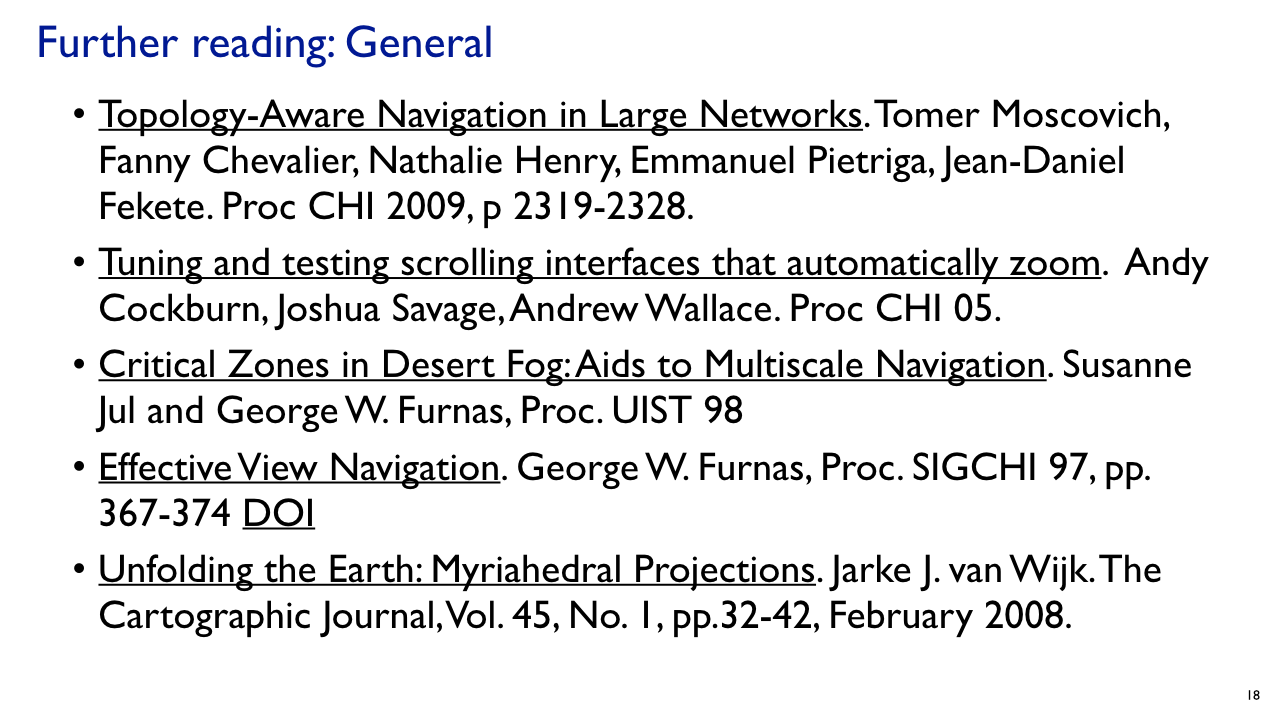 Further reading: General
• Topology-Aware Navigation in Large Networks. Tomer Moscovich,
Fanny Chevalier, Nathalie Henry, Emmanuel Pietriga, Jean-Daniel
Fekete. Proc CHI 2009, p 2319-2328.
• Tuning and testing scrolling interfaces that automatically zoom. Andy
Cockburn, Joshua Savage, Andrew Wallace. Proc CHI 05.
• Critical Zones in Desert Fog: Aids to Multiscale Navigation. Susanne
Jul and George W. Furnas, Proc. UIST 98
• Effective View Navigation. George W. Furnas, Proc. SIGCHI 97, pp.
367-374 DOI
• Unfolding the Earth: Myriahedral Projections. Jarke J. van Wijk. The
Cartographic Journal, Vol. 45, No. 1, pp.32-42, February 2008.
18